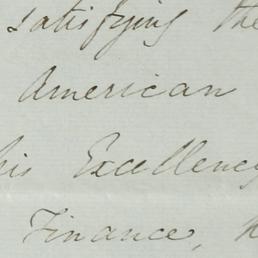 satisfying the
American
his Excellency
Finance,